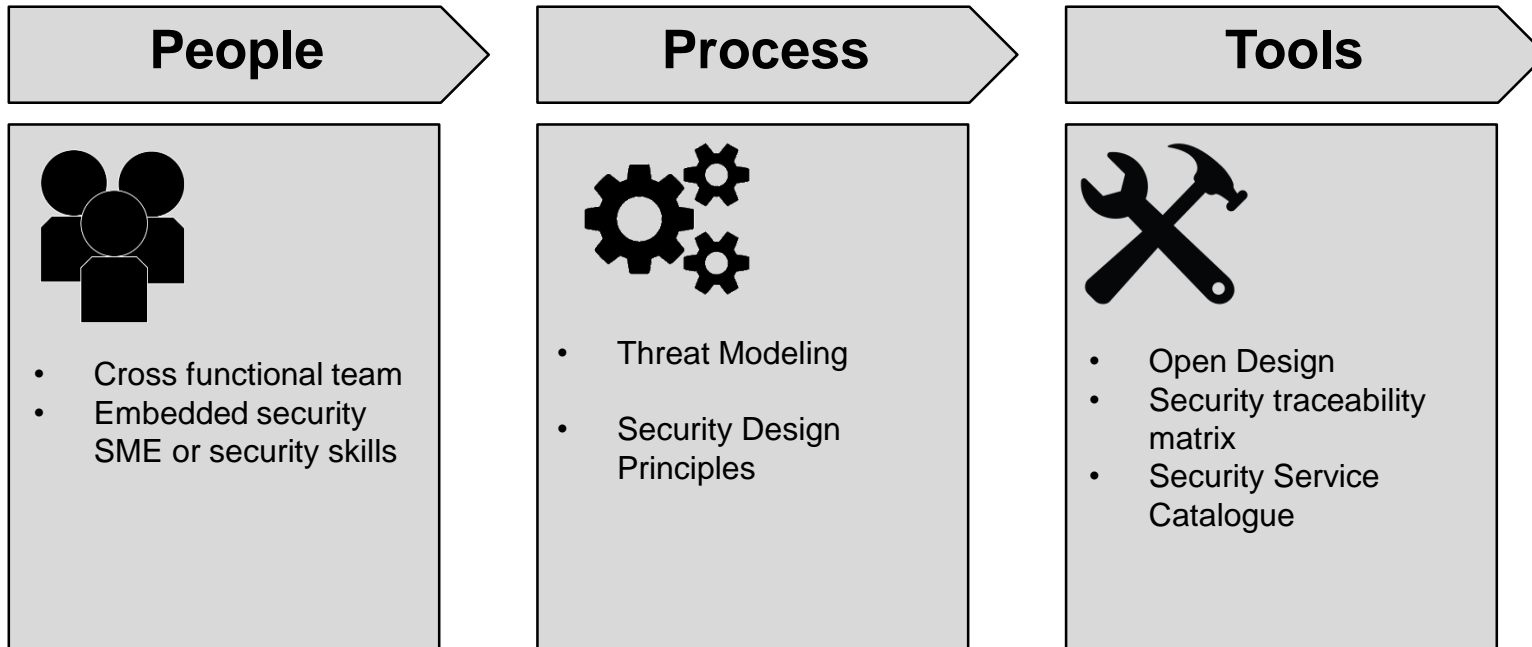 People
• Cross functional team
• Embedded security
SME or security skills
Process
• Threat Modeling
• Security Design
Principles
Tools
• Open Design
• Security traceability
matrix
• Security Service
Catalogue